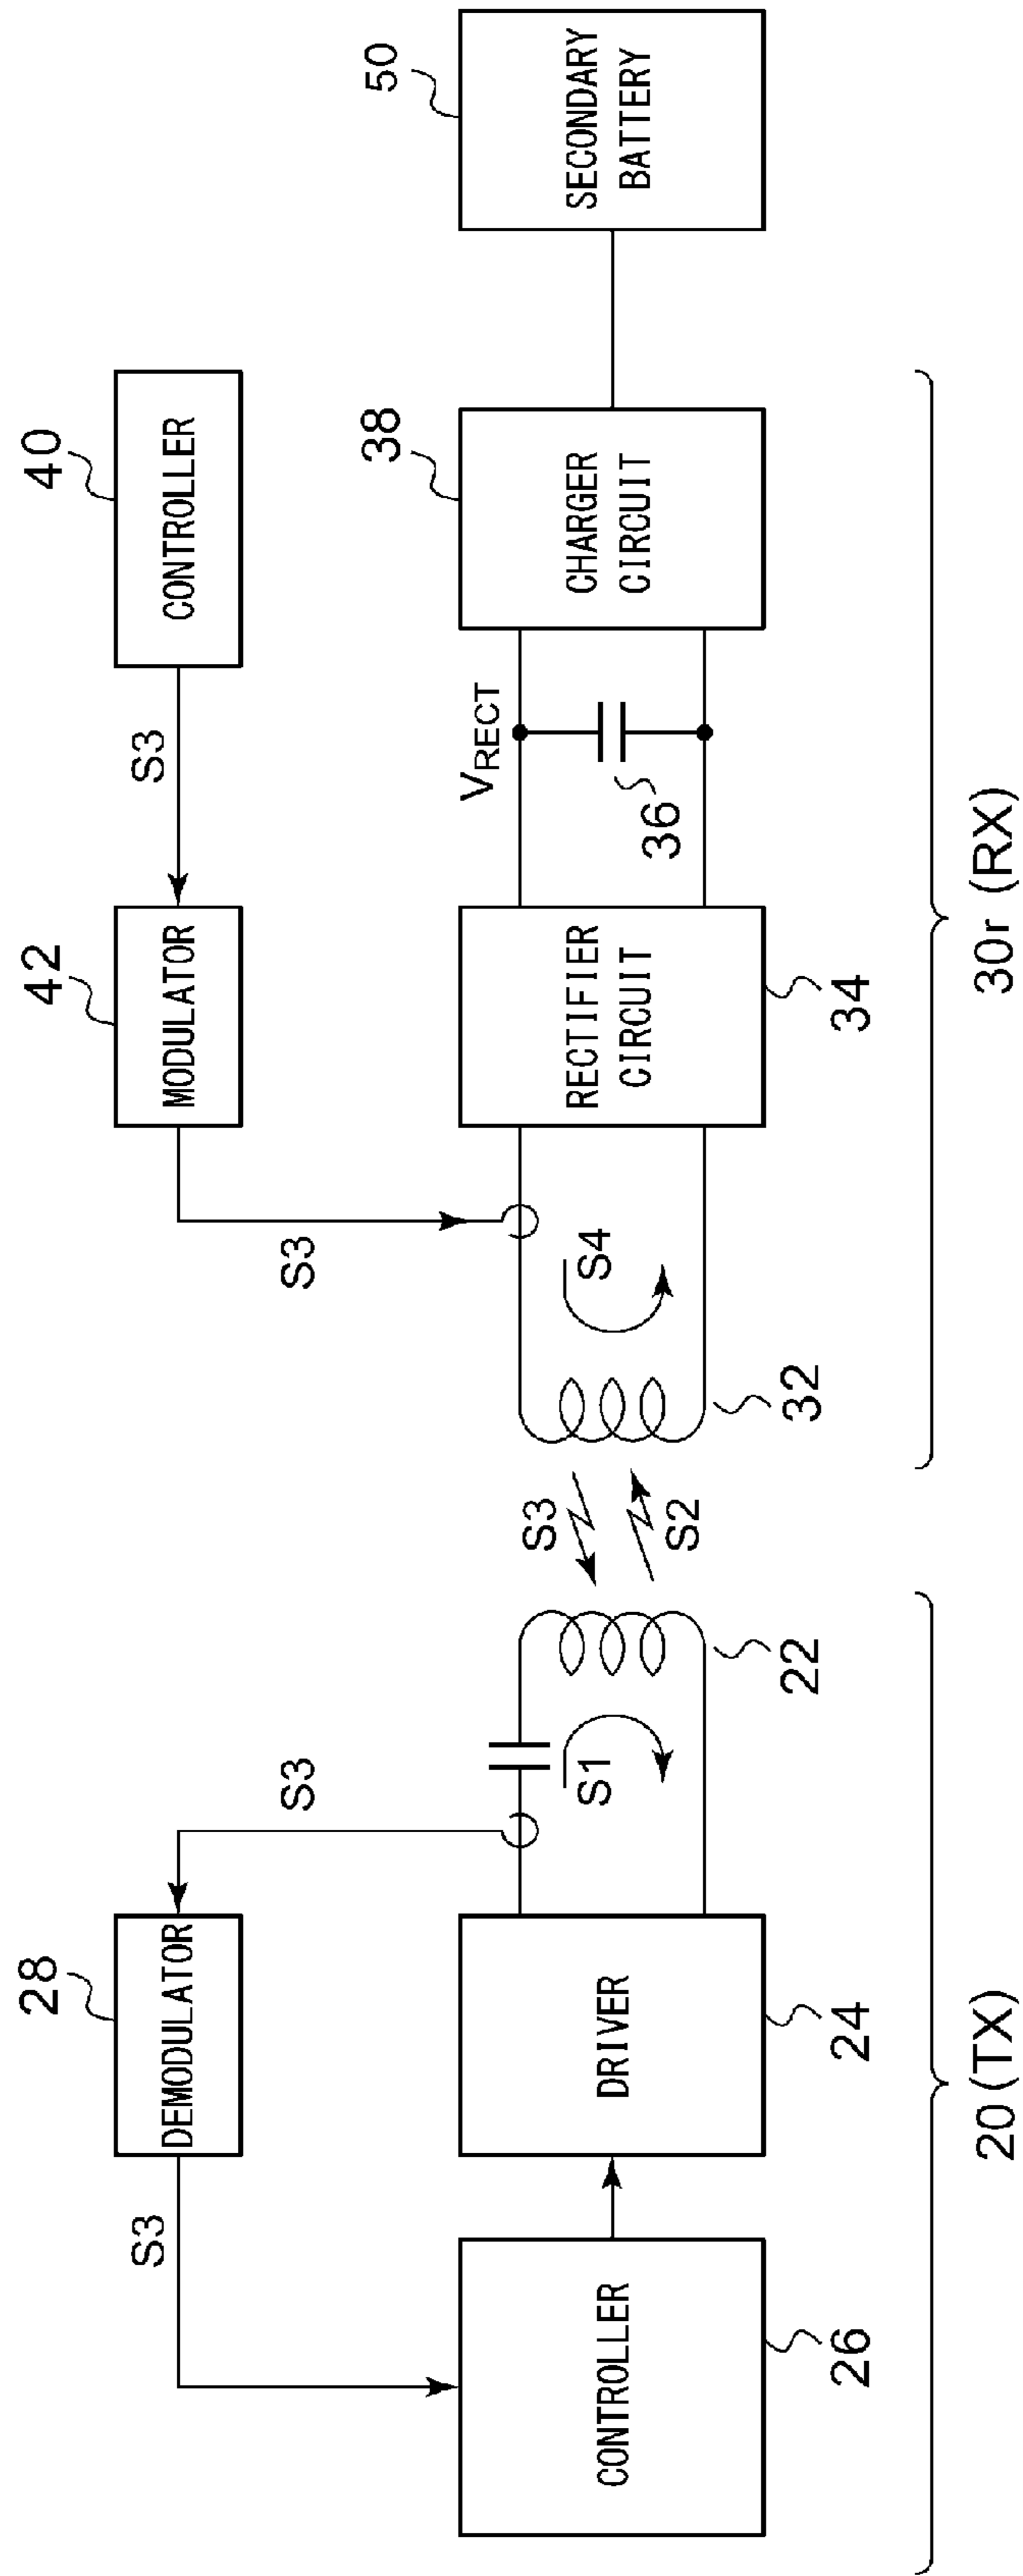 28
DEMODULATOR
S3
S3
42
MODULATOR
S3
S3
40
CONTROLLER
CONTROLLER
26
DRIVER
24
S1
22
S3
S2
32
S4
RECTIFIER
CIRCUIT
34
VRECT
36
38
CHARGER
CIRCUIT
50
SECONDARY
BATTERY
20 (TX)
30r (RX)